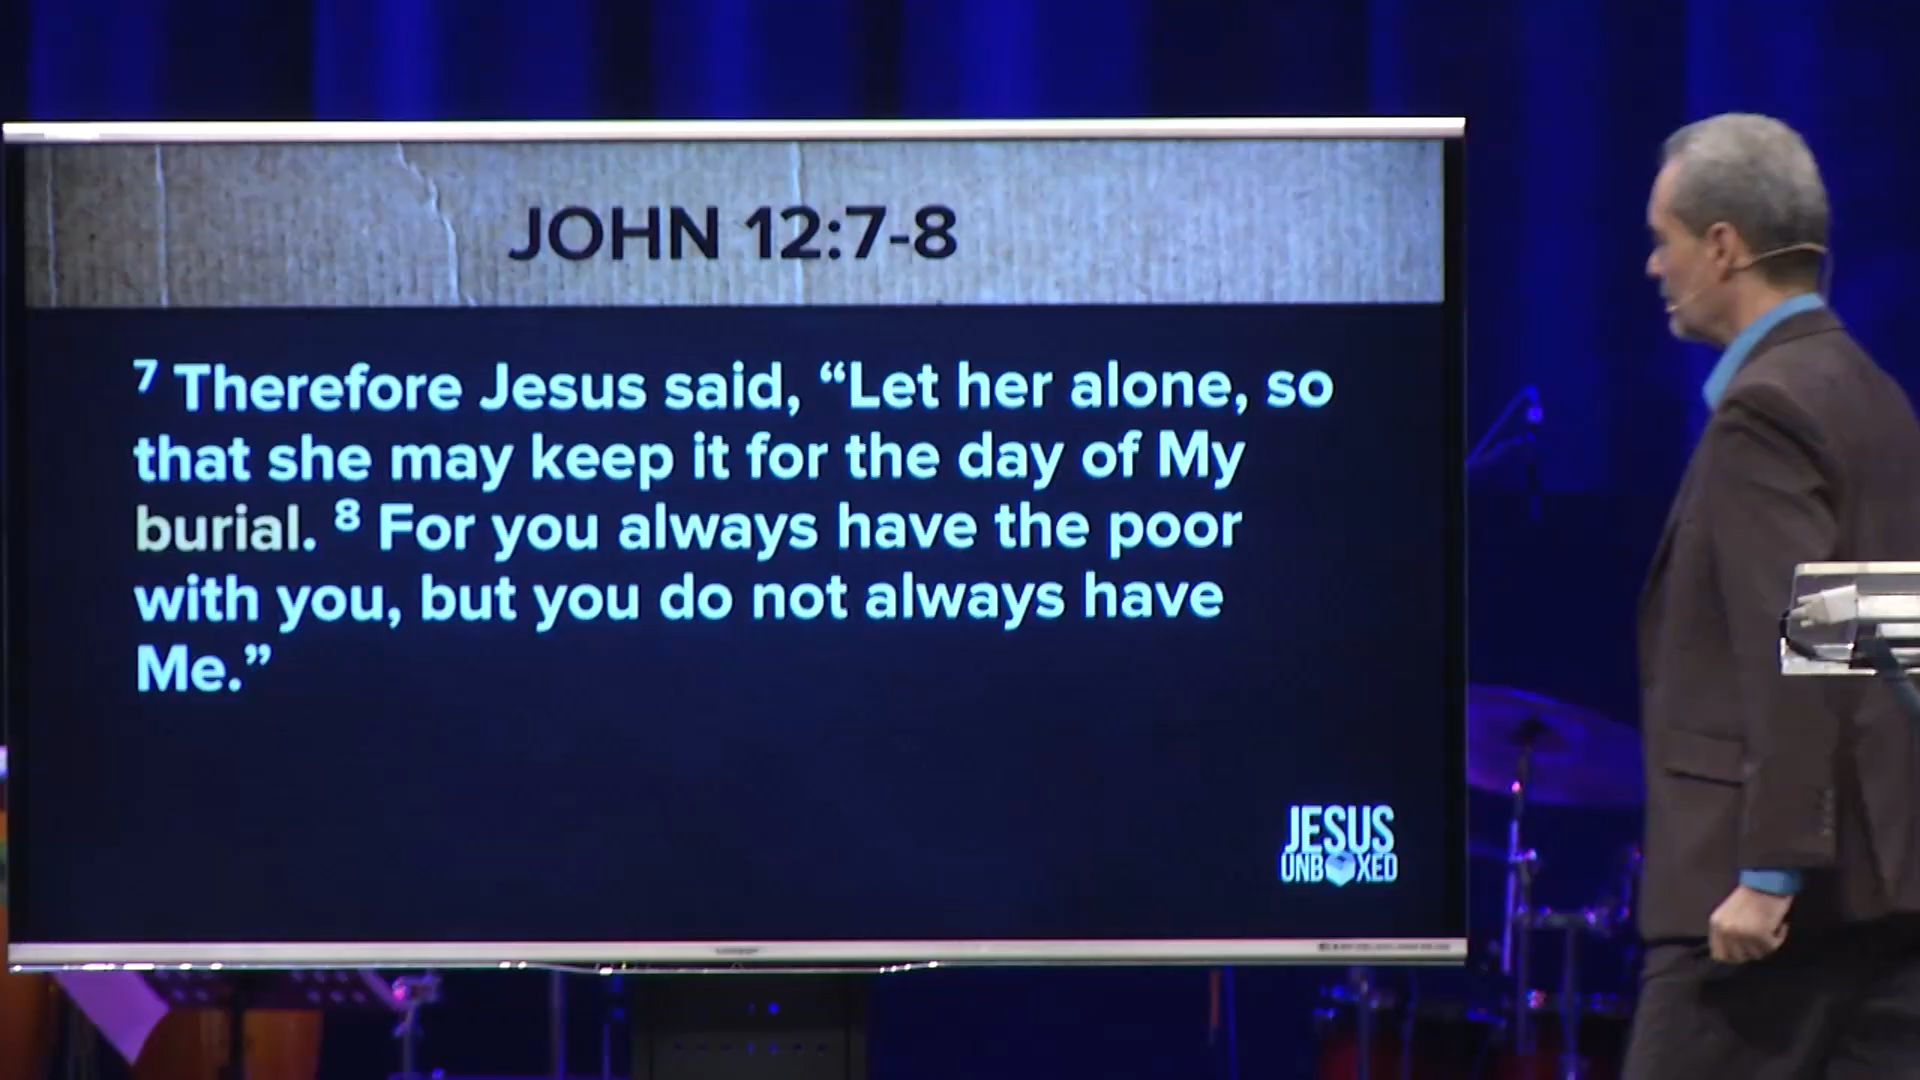 JOHN 12:7-8
⁷ Therefore Jesus said, “Let her alone, so
that she may keep it for the day of My
burial. ⁸ For you always have the poor
with you, but you do not always have
Me.”
JESUS
UNBOXED